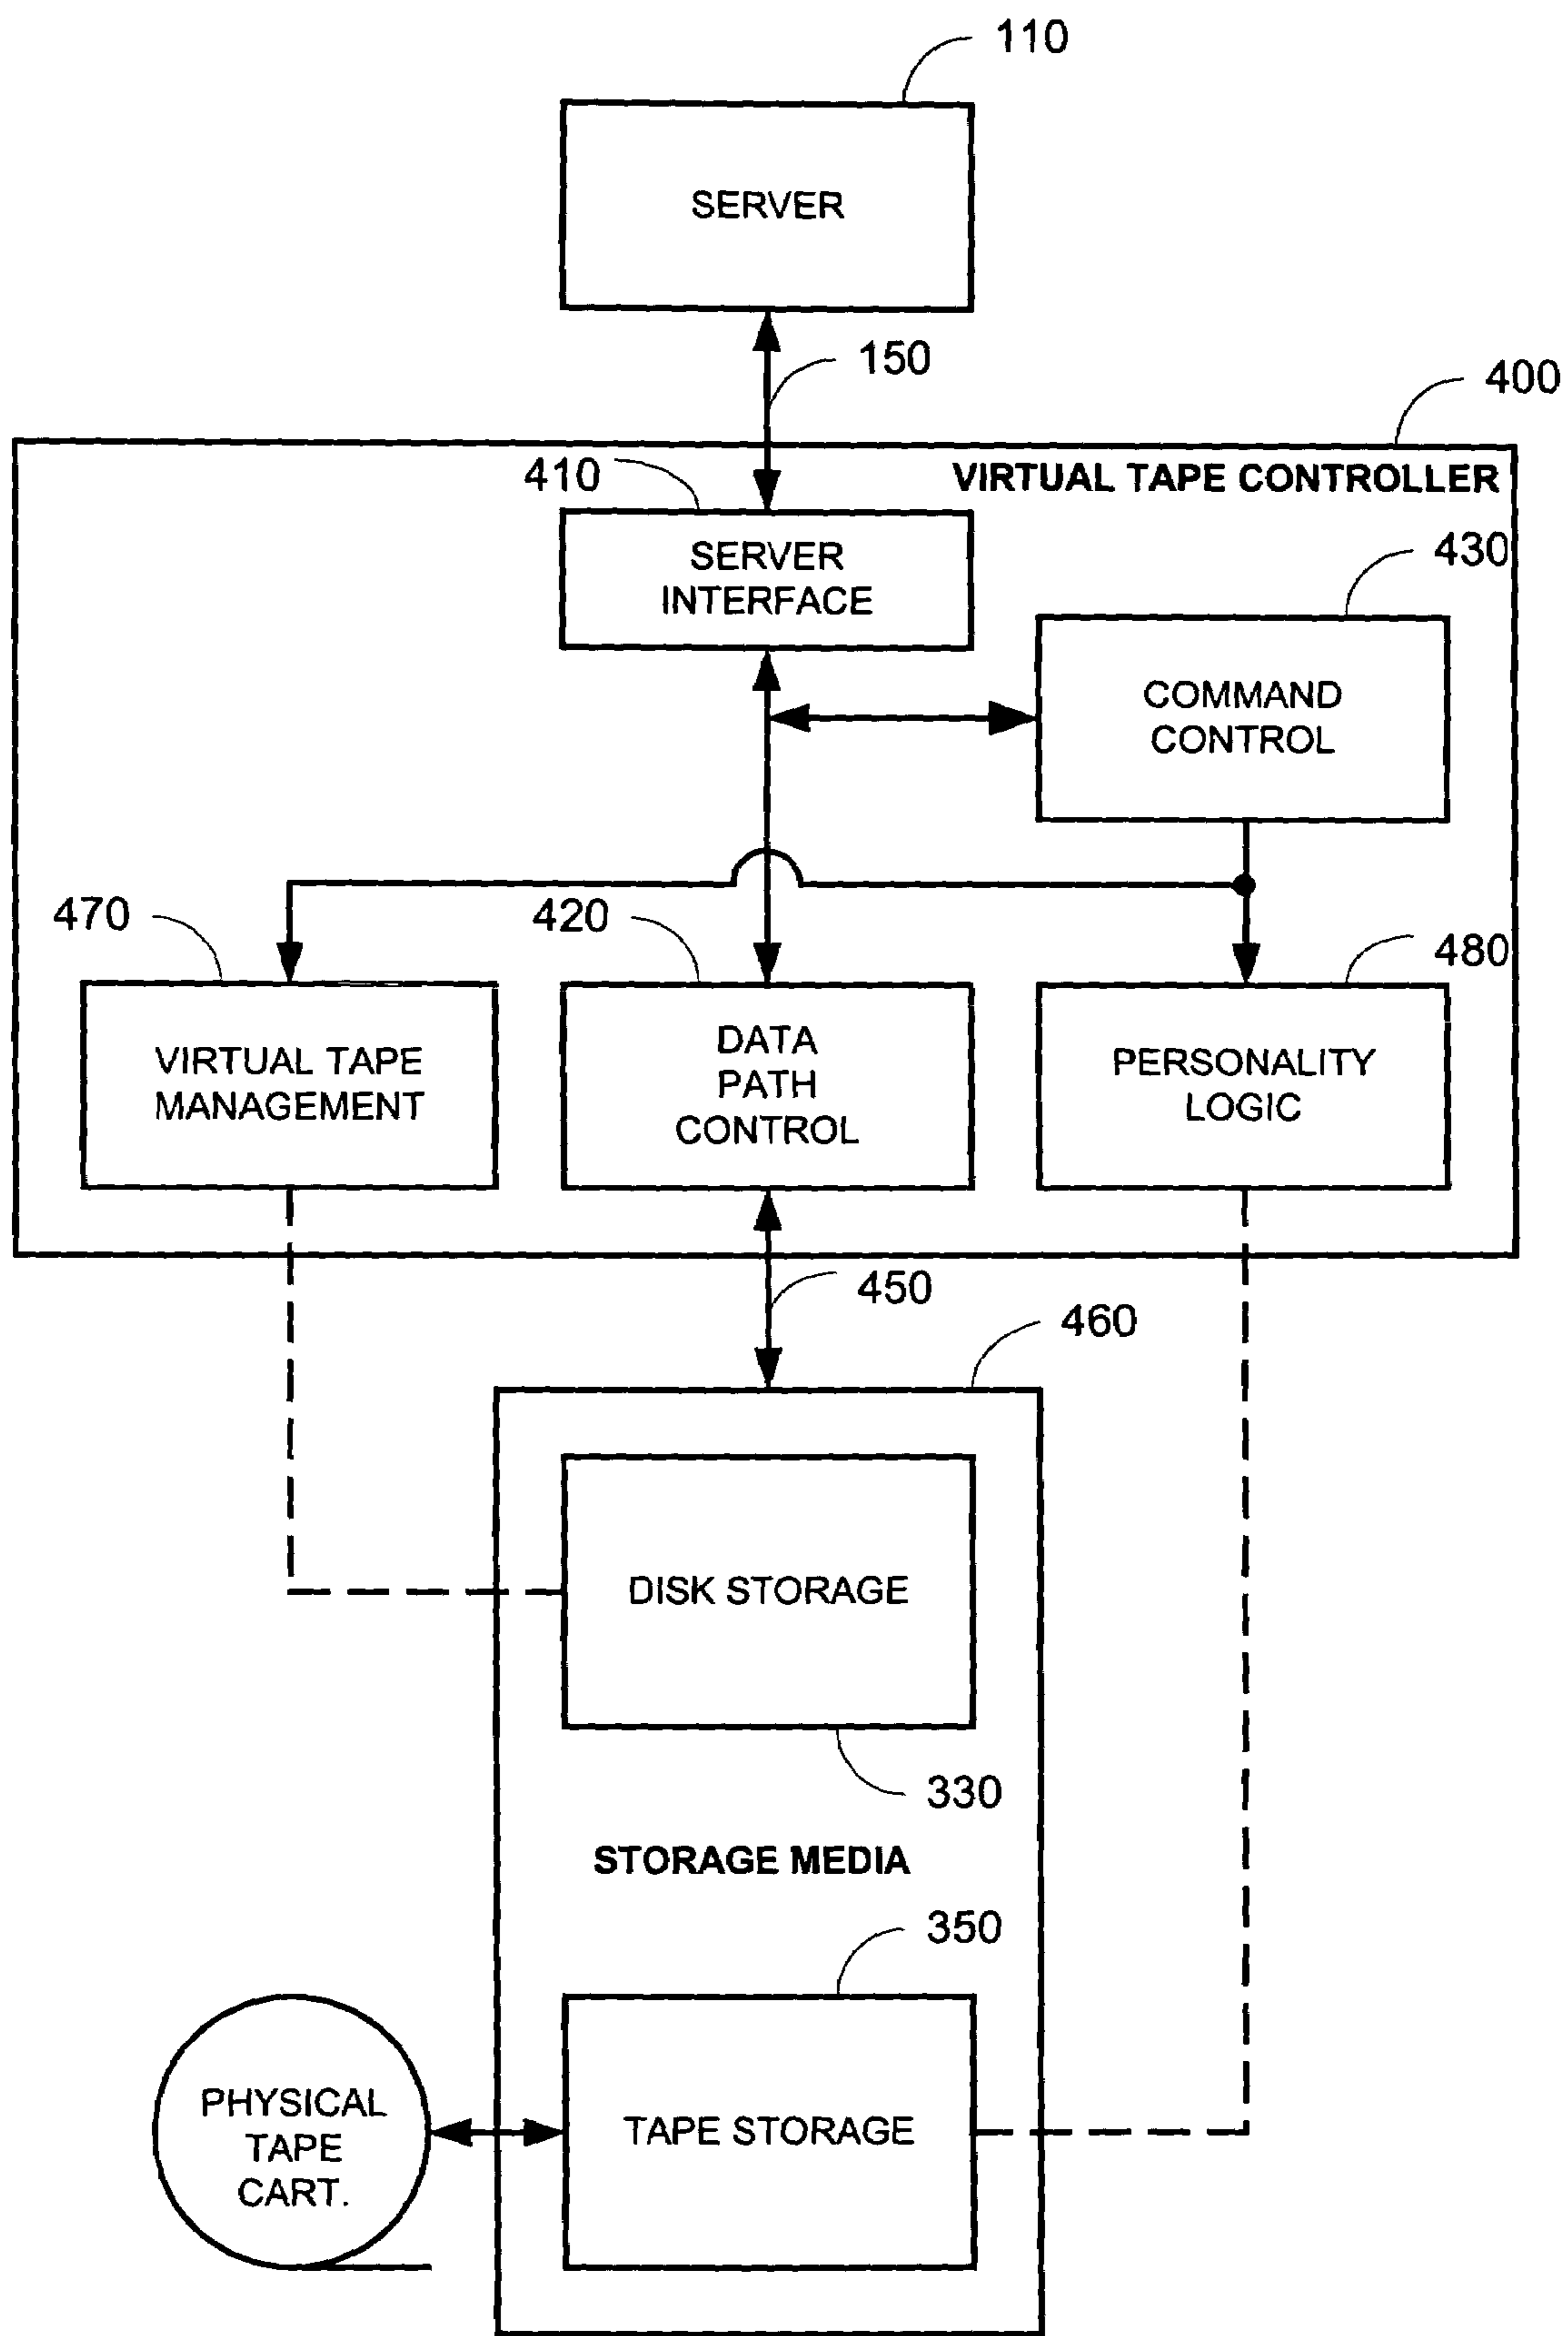 110
SERVER
150
400
VIRTUAL TAPE CONTROLLER
410
SERVER
INTERFACE
430
COMMAND
CONTROL
470
420
480
VIRTUAL TAPE
MANAGEMENT
DATA
PATH
CONTROL
PERSONALITY
LOGIC
450
460
DISK STORAGE
330
STORAGE MEDIA
350
PHYSICAL
TAPE
CART.
TAPE STORAGE